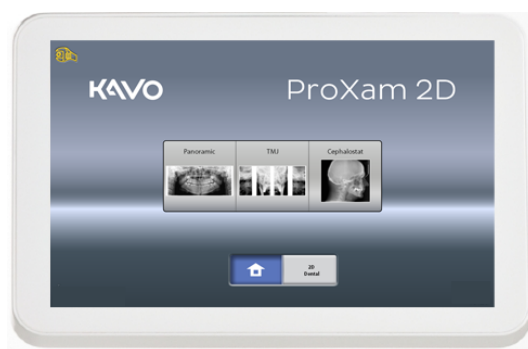 KAVO
ProXam 2D
Panoramic
TMJ
Cephalostat
2D
Dental